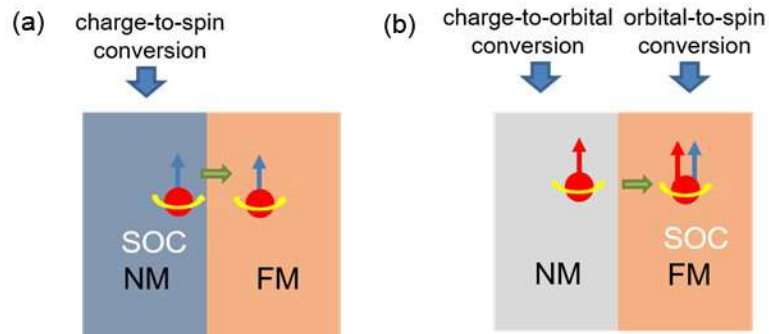 (a)
charge-to-spin
conversion
SOC
NM
FM
(b)
charge-to-orbital
conversion
orbital-to-spin
conversion
NM
SOC
FM